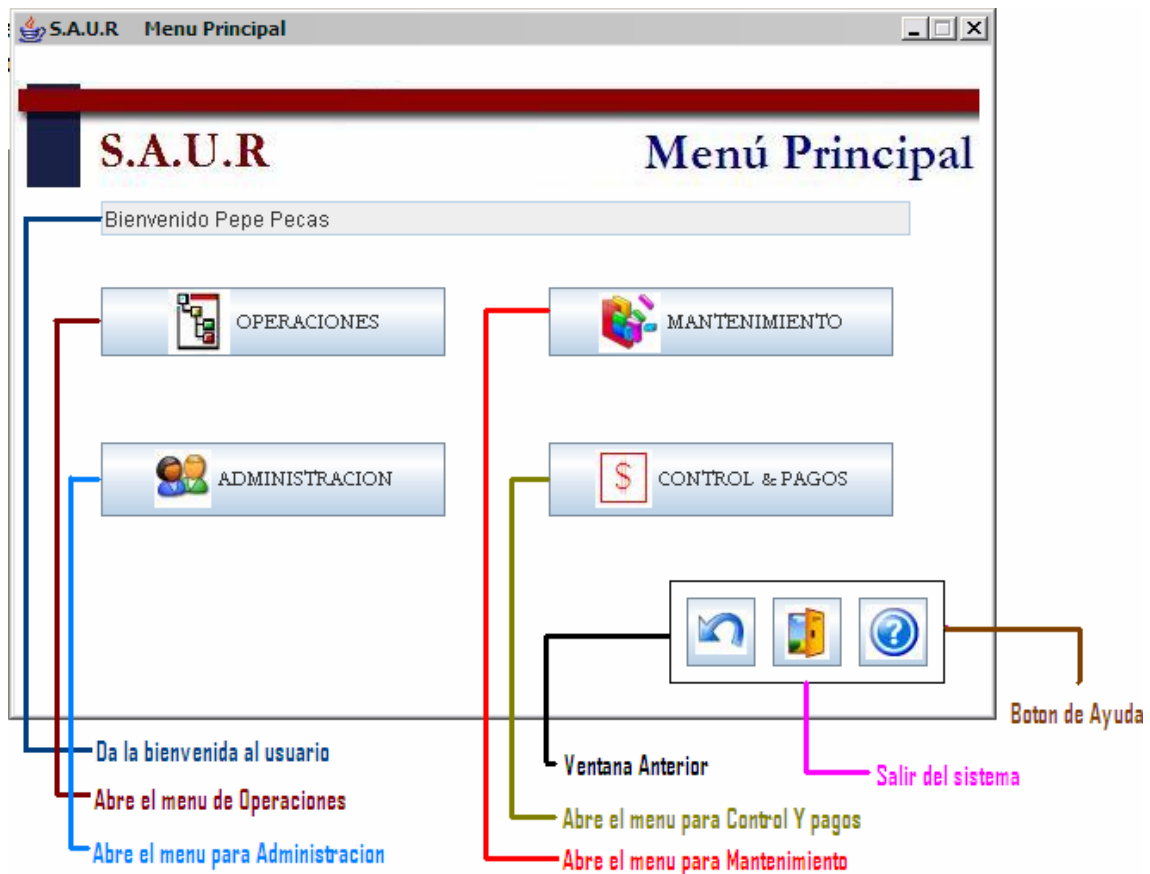 S.A.U.R Menu Principal
S.A.U.R
Menú Principal
Bienvenido Pepe Pecas
OPERACIONES
MANTENIMIENTO
ADMINISTRACION
$ CONTROL & PAGOS
?
Boton de Ayuda
Da la bienvenida al usuario
Ventana Anterior
Salir del sistema
Abre el menu de Operaciones
Abre el menu para Control Y pagos
Abre el menu para Administracion
Abre el menu para Mantenimiento